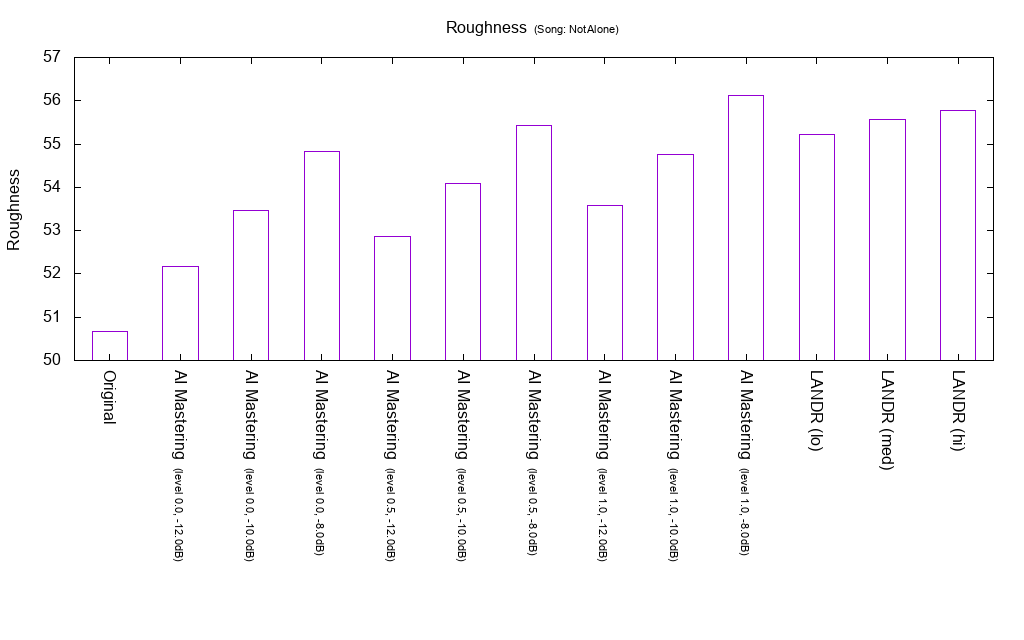 Roughness (Song: NotAlone)
Roughness
57
56
55
54
53
52
51
50
Original
AI Mastering (level 0.0, -12.0dB)
AI Mastering (level 0.0, -10.0dB)
AI Mastering (level 0.0, -8.0dB)
AI Mastering (level 0.5, -12.0dB)
AI Mastering (level 0.5, -10.0dB)
AI Mastering (level 0.5, -8.0dB)
AI Mastering (level 1.0, -12.0dB)
AI Mastering (level 1.0, -10.0dB)
AI Mastering (level 1.0, -8.0dB)
LANDR (lo)
LANDR (med)
LANDR (hi)